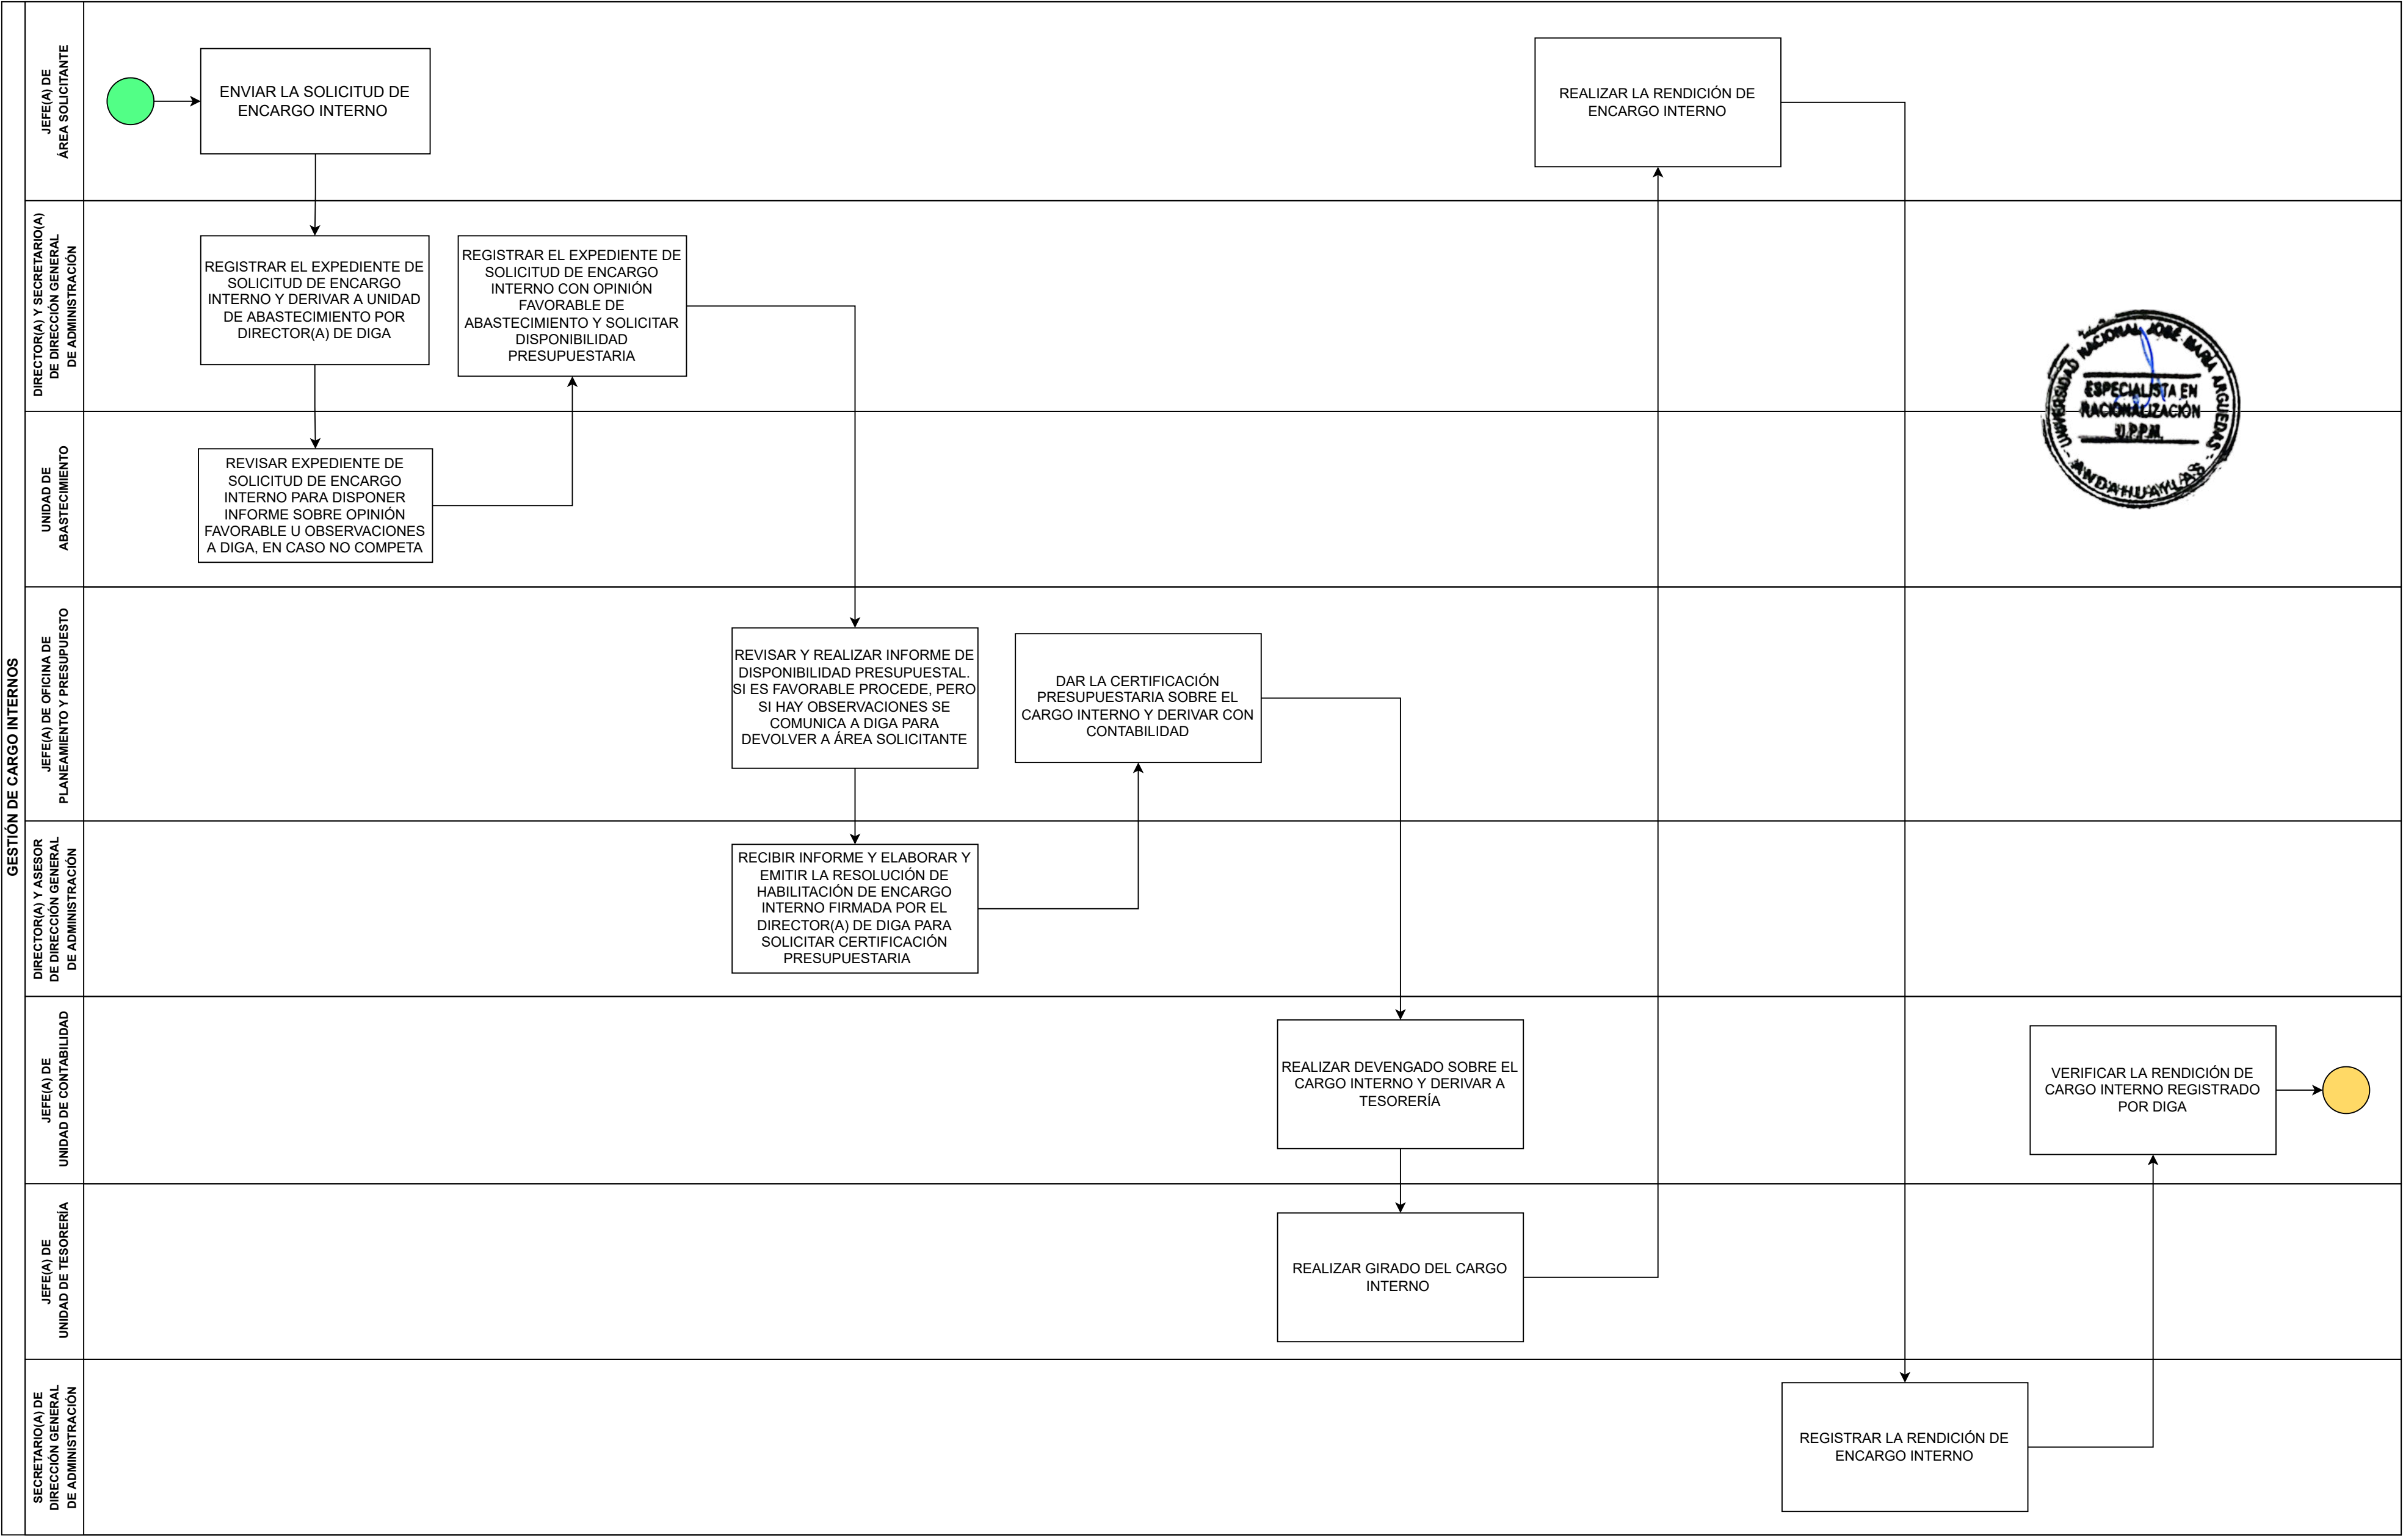 GESTIÓN DE CARGO INTERNOS
JEFE(A) DE
ÁREA SOLICITANTE
ENVIAR LA SOLICITUD DE
ENCARGO INTERNO
REALIZAR LA RENDICIÓN DE
ENCARGO INTERNO
DIRECTOR(A) Y SECRETARIO(A)
DE DIRECCIÓN GENERAL
DE ADMINISTRACIÓN
REGISTRAR EL EXPEDIENTE DE
SOLICITUD DE ENCARGO
INTERNO Y DERIVAR A UNIDAD
DE ABASTECIMIENTO POR
DIRECTOR(A) DE DIGA
REGISTRAR EL EXPEDIENTE DE
SOLICITUD DE ENCARGO
INTERNO CON OPINIÓN
FAVORABLE DE
ABASTECIMIENTO Y SOLICITAR
DISPONIBILIDAD
PRESUPUESTARIA
UNIVERSIDAD NACIONAL JOSÉ MARÍA ARGUEDAS
ESPECIALISTA EN
RACIONALIZACIÓN
U.P.P.M.
- ANDAHUAYLAS -
UNIDAD DE
ABASTECIMIENTO
REVISAR EXPEDIENTE DE
SOLICITUD DE ENCARGO
INTERNO PARA DISPONER
INFORME SOBRE OPINIÓN
FAVORABLE U OBSERVACIONES
A DIGA, EN CASO NO COMPETA
JEFE(A) DE OFICINA DE
PLANEAMIENTO Y PRESUPUESTO
REVISAR Y REALIZAR INFORME DE
DISPONIBILIDAD PRESUPUESTAL.
SI ES FAVORABLE PROCEDE, PERO
SI HAY OBSERVACIONES SE
COMUNICA A DIGA PARA
DEVOLVER A ÁREA SOLICITANTE
DAR LA CERTIFICACIÓN
PRESUPUESTARIA SOBRE EL
CARGO INTERNO Y DERIVAR CON
CONTABILIDAD
DIRECTOR(A) Y ASESOR
DE DIRECCIÓN GENERAL
DE ADMINISTRACIÓN
RECIBIR INFORME Y ELABORAR Y
EMITIR LA RESOLUCIÓN DE
HABILITACIÓN DE ENCARGO
INTERNO FIRMADA POR EL
DIRECTOR(A) DE DIGA PARA
SOLICITAR CERTIFICACIÓN
PRESUPUESTARIA
JEFE(A) DE
UNIDAD DE CONTABILIDAD
REALIZAR DEVENGADO SOBRE EL
CARGO INTERNO Y DERIVAR A
TESORERÍA
VERIFICAR LA RENDICIÓN DE
CARGO INTERNO REGISTRADO
POR DIGA
JEFE(A) DE
UNIDAD DE TESORERÍA
REALIZAR GIRADO DEL CARGO
INTERNO
SECRETARIO(A) DE
DIRECCIÓN GENERAL
DE ADMINISTRACIÓN
REGISTRAR LA RENDICIÓN DE
ENCARGO INTERNO